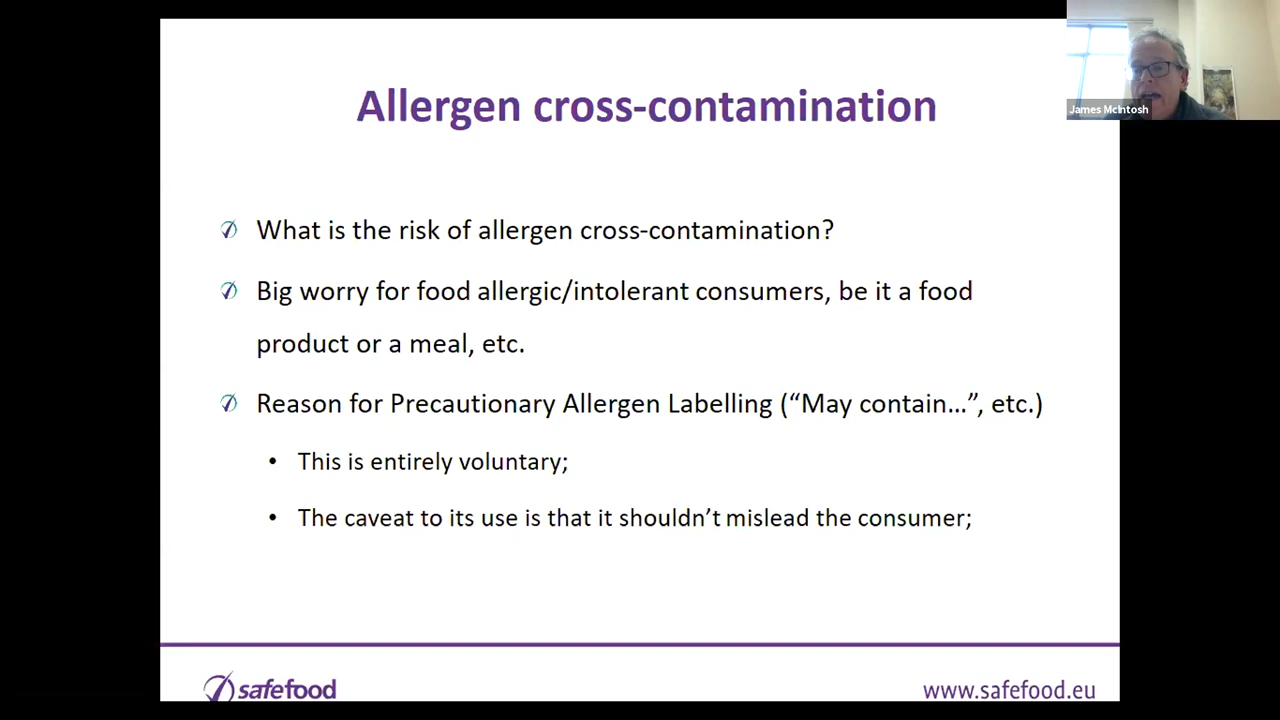 Allergen cross-contamination
James McIntosh
What is the risk of allergen cross-contamination?
Big worry for food allergic/intolerant consumers, be it a food
product or a meal, etc.
Reason for Precautionary Allergen Labelling (“May contain…”, etc.)
• This is entirely voluntary;
• The caveat to its use is that it shouldn’t mislead the consumer;
safefood
www.safefood.eu